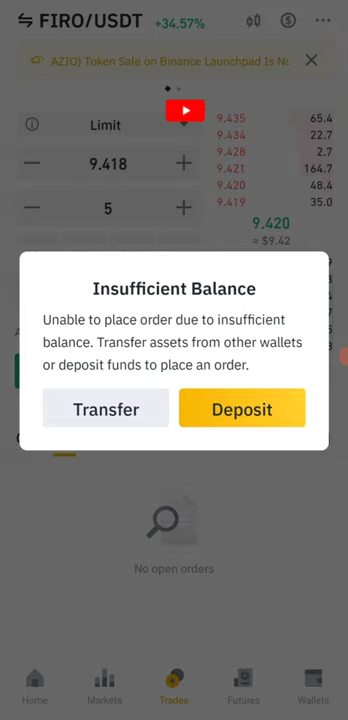 FIRO/USDT +34.57%
.AZIO) Token Sale on Binance Launchpad Is
Limit
9.418
5
9.435 65.4
9.434 22.7
9.428 2.7
9.421 164.7
9.420 48.4
9.419 35.0
9.420
≈ $9.42
Insufficient Balance
Unable to place order due to insufficient
balance. Transfer assets from other wallets
or deposit funds to place an order.
Transfer Deposit
No open orders
Home Markets Trades Futures Wallets